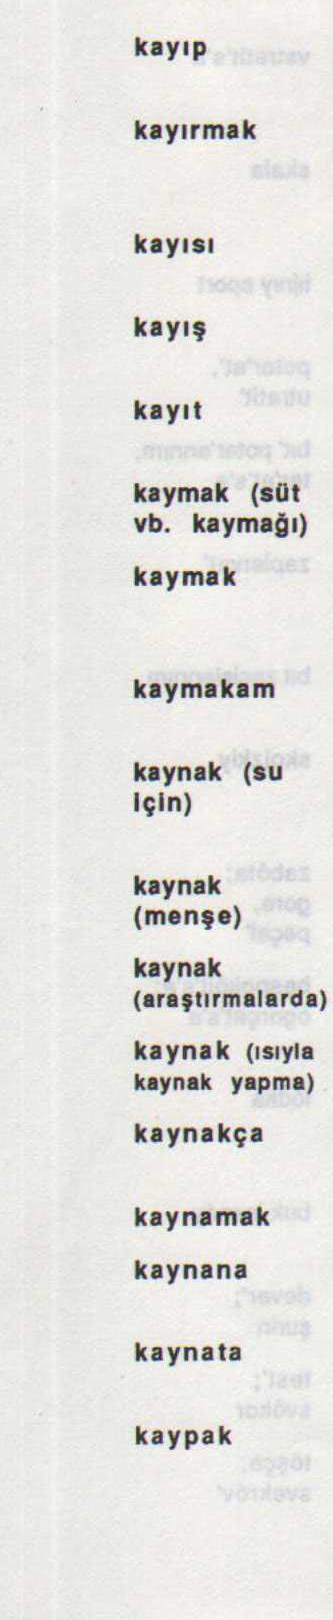 kayıp
kayırmak
kayısı
kayış
kayıt
kaymak (süt
vb. kaymağı)
kaymak
kaymakam
kaynak (su
için)
kaynak
(menşe)
kaynak
(araştırmalarda)
kaynak (ısıyla
kaynak yapma)
kaynakça
kaynamak
kaynana
kaynata
kaypak